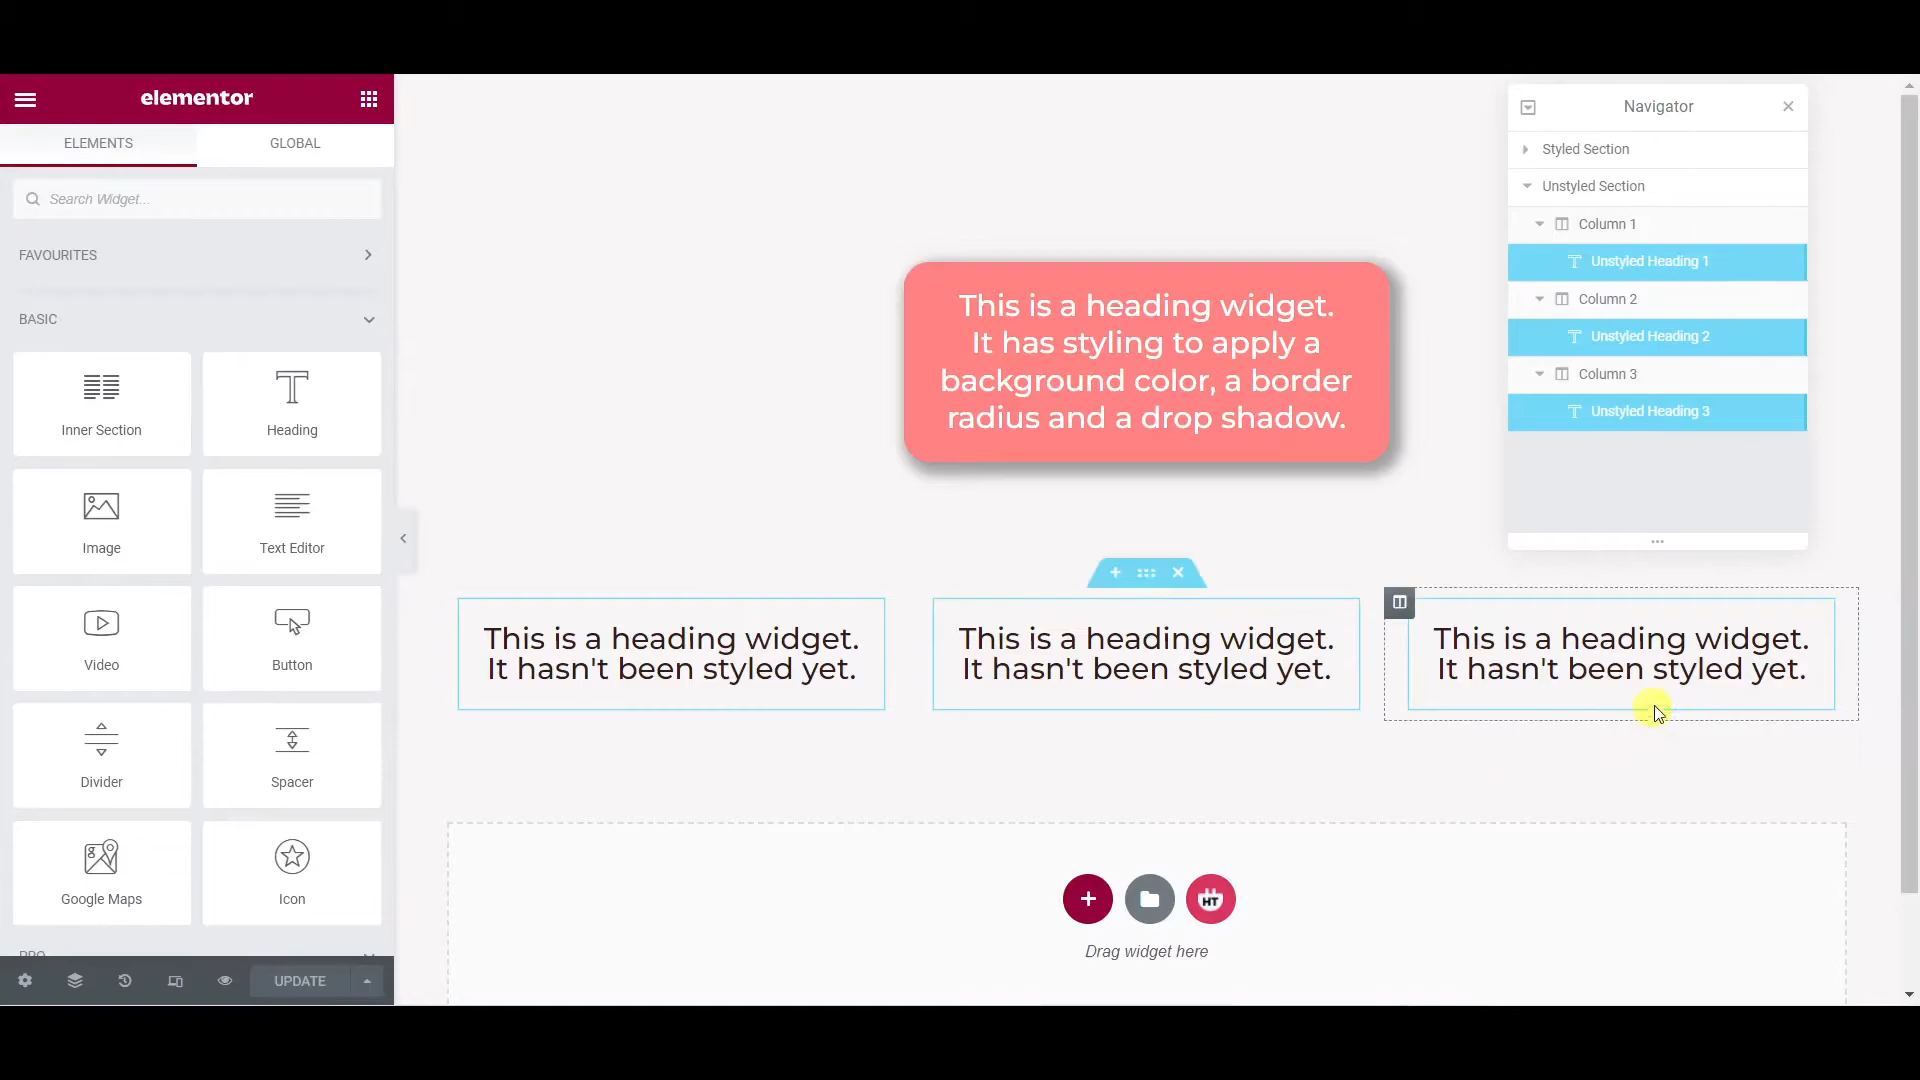 elementor
ELEMENTS
GLOBAL
Search Widget...
FAVOURITES
BASIC
Inner Section
Heading
Image
Text Editor
Video
Button
Divider
Spacer
Google Maps
Icon
PRO
UPDATE
This is a heading widget.
It has styling to apply a
background color, a border
radius and a drop shadow.
This is a heading widget.
It hasn't been styled yet.
This is a heading widget.
It hasn't been styled yet.
This is a heading widget.
It hasn't been styled yet.
HT
Drag widget here
Navigator
Styled Section
Unstyled Section
Column 1
Unstyled Heading 1
Column 2
Unstyled Heading 2
Column 3
Unstyled Heading 3